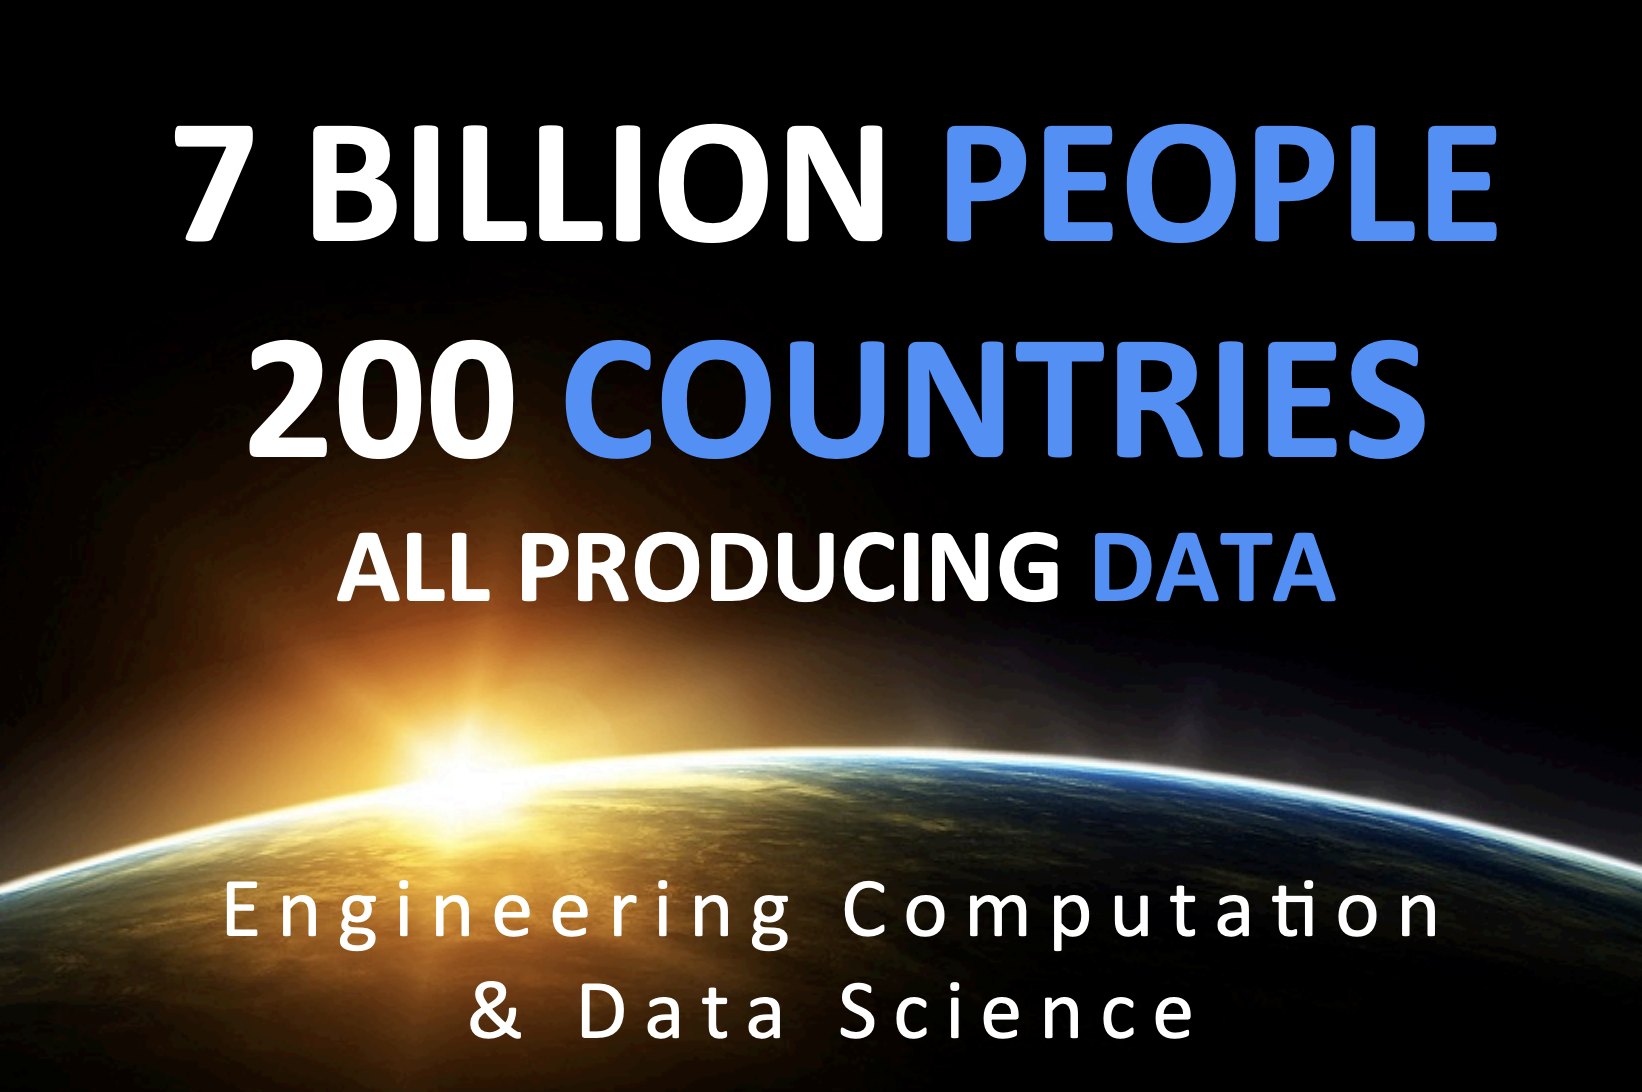 7 BILLION PEOPLE
200 COUNTRIES
ALL PRODUCING DATA
Engineering Computation
& Data Science